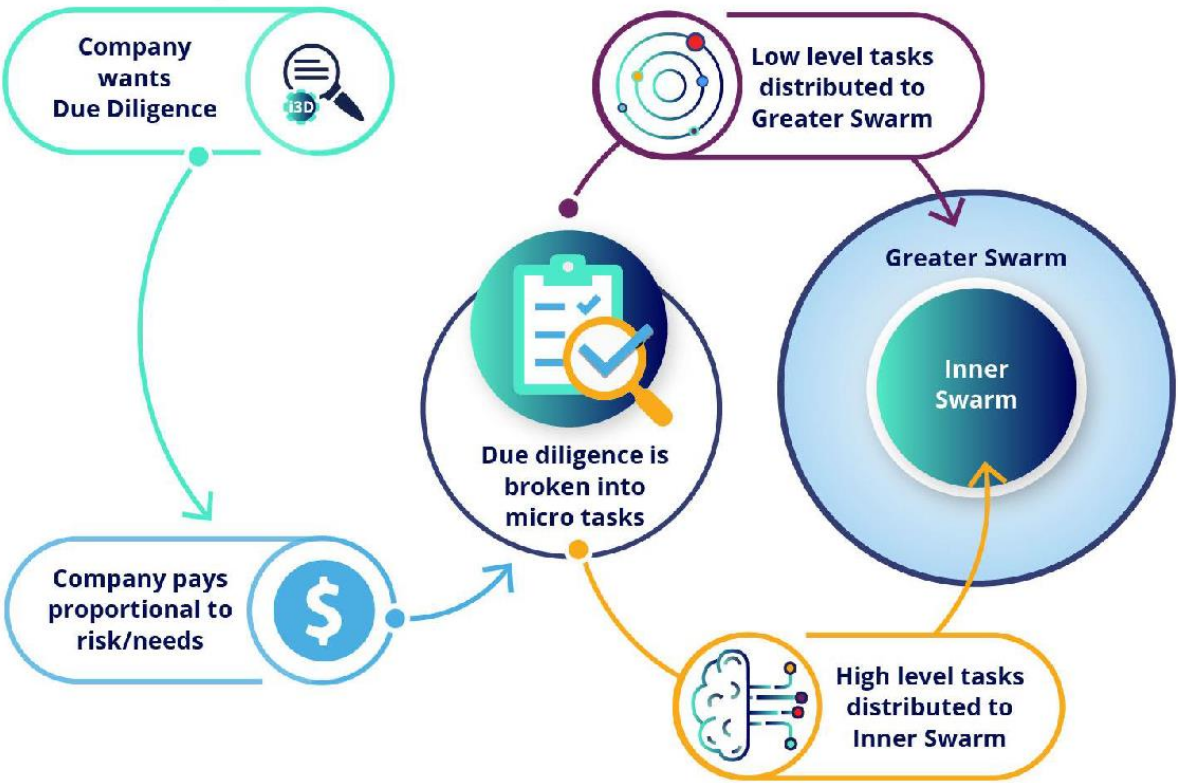 Company
wants
Due Diligence
i3D
Company pays
proportional to
risk/needs
$
Due diligence is
broken into
micro tasks
Low level tasks
distributed to
Greater Swarm
Greater Swarm
Inner
Swarm
High level tasks
distributed to
Inner Swarm